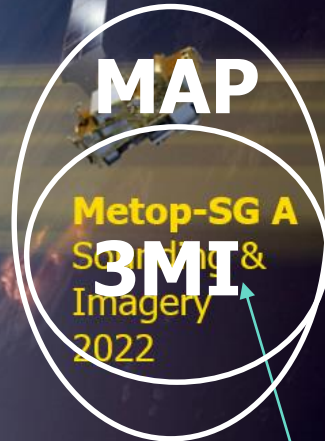 MAP
Metop-SG A
Sounding &
3MI
Imagery
2022